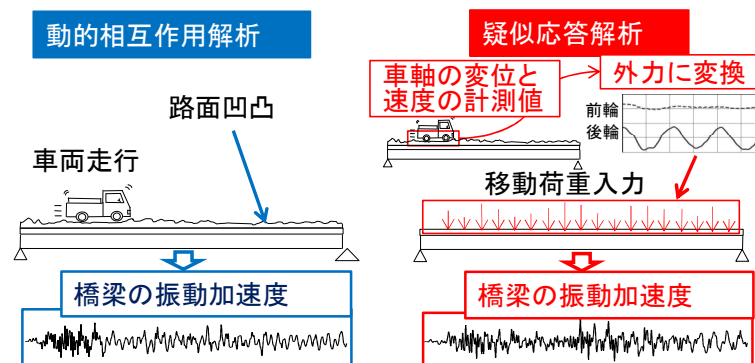 動的相互作用解析
路面凹凸
車両走行
橋梁の振動加速度
疑似応答解析
車軸の変位と
速度の計測値
外力に変換
前輪
後輪
移動荷重入力
橋梁の振動加速度